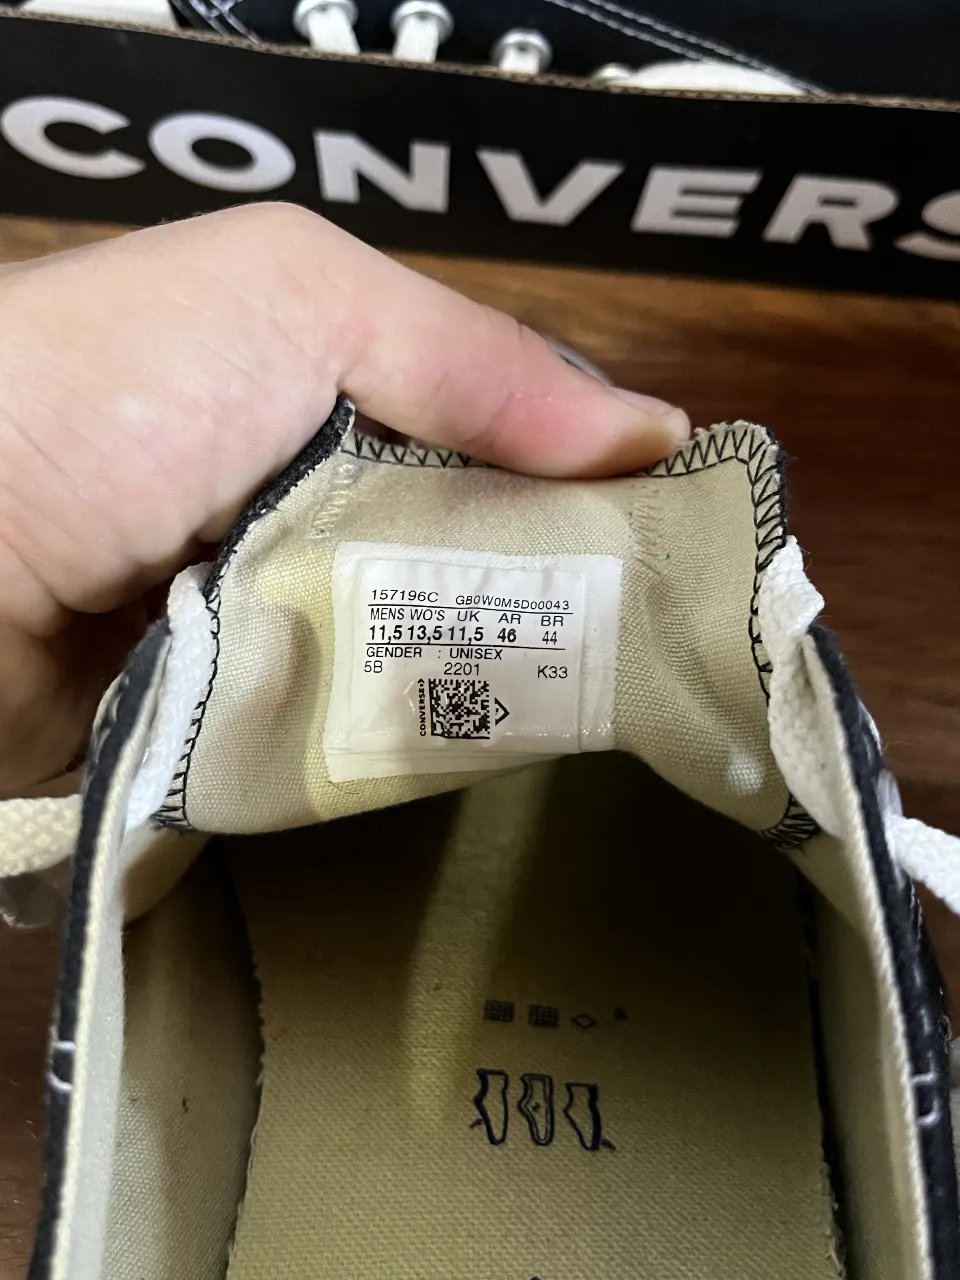 CONVERS
157196C GB0W0M5D00043
MENS WO'S UK AR BR
11,5 13,5 11,5 46 44
GENDER : UNISEX
5B 2201 K33
CONVERSE